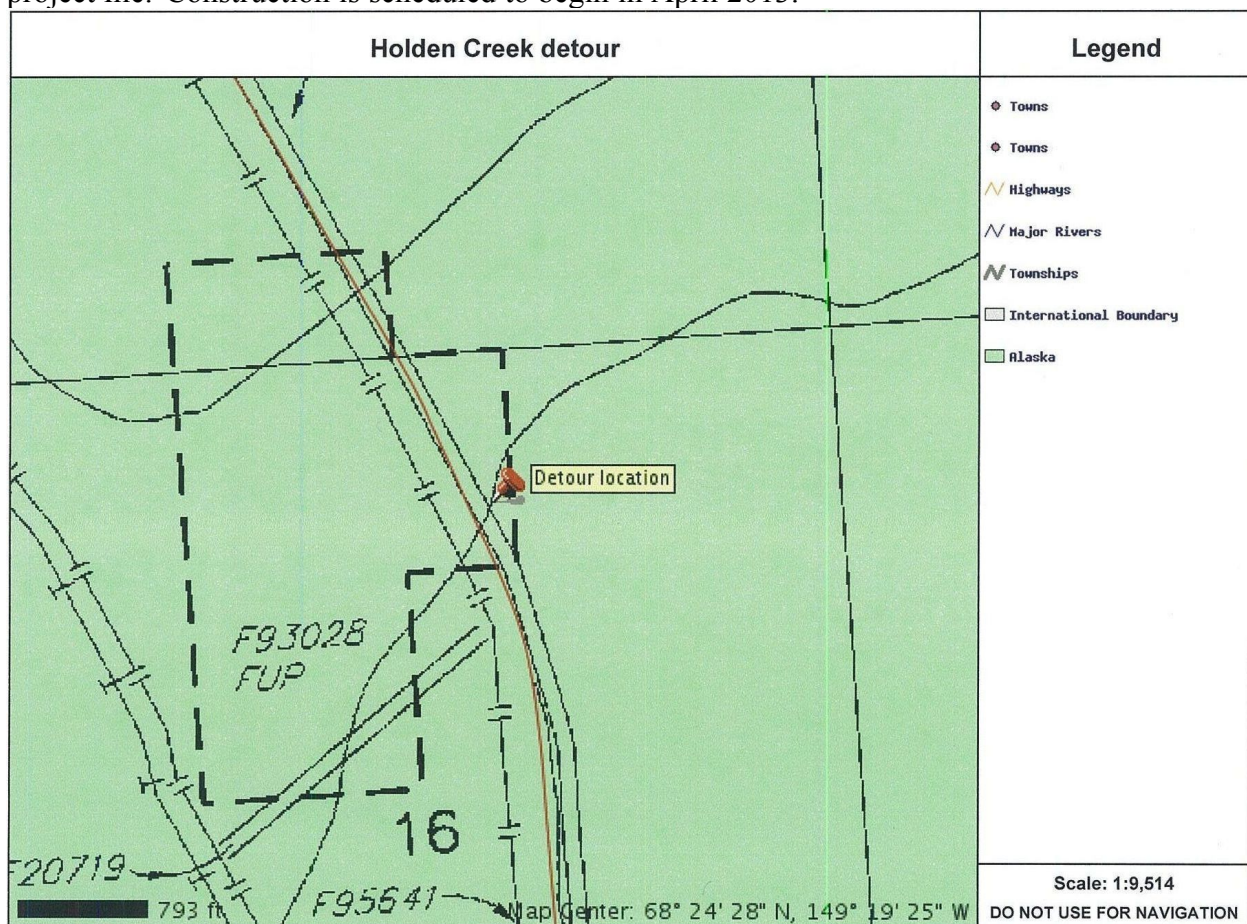 project file. Construction is scheduled to begin in April 2015.
Holden Creek detour
Legend
Towns
Towns
Highways
Major Rivers
Townships
International Boundary
Alaska
Detour location
F93028
FUP
16
F20719
793 ft
F95641
Map Center: 68° 24' 28" N, 149° 19' 25" W
Scale: 1:9,514
DO NOT USE FOR NAVIGATION